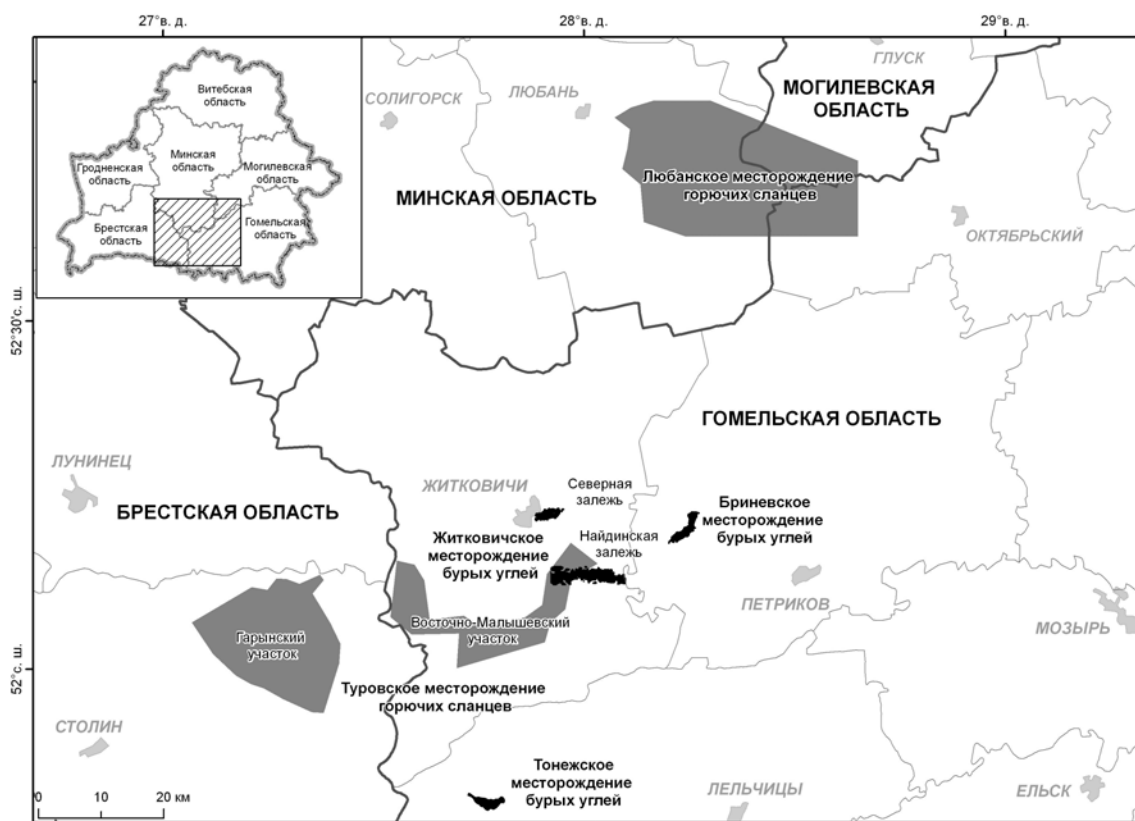 27°в. д.
28°в. д.
29°в. д.
Витебская
область
Минская
область
Гродненская
область
Могилевская
область
Брестская
область
Гомельская
область
СОЛИГОРСК
ЛЮБАНЬ
ГЛУСК
МОГИЛЕВСКАЯ
ОБЛАСТЬ
МИНСКАЯ ОБЛАСТЬ
Любанское месторождение
горючих сланцев
ОКТЯБРЬСКИЙ
52°30' с. ш.
ГОМЕЛЬСКАЯ ОБЛАСТЬ
ЛУНИНЕЦ
БРЕСТСКАЯ ОБЛАСТЬ
ЖИТКОВИЧИ
Северная
залежь
Житковичское
месторождение
бурых углей
Найдинская
залежь
Бриневское
месторождение
бурых углей
ПЕТРИКОВ
МОЗЫРЬ
Гарынский
участок
Восточно-Малышевский
участок
52°с. ш.
Туровское месторождение
горючих сланцев
СТОЛИН
Тонежское
месторождение
бурых углей
ЛЕЛЬЧИЦЫ
ЕЛЬСК
0 10 20 км